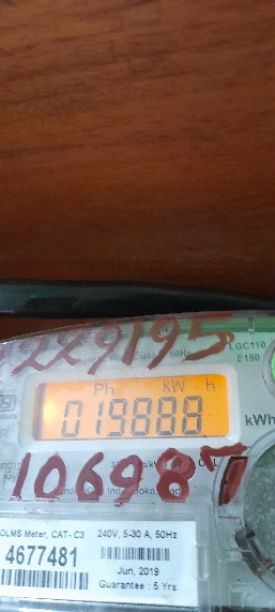 229195
LGC110
E150
Ph kW h
019888
kWh
106987
DLMS Meter, CAT- C3 240V, 5-30 A, 50Hz
4677481
Jun, 2019
Guarantee : 5 Yrs.